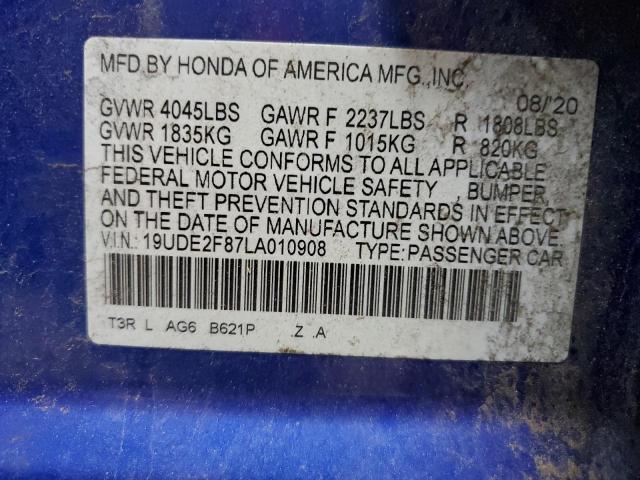 MFD BY HONDA OF AMERICA MFG.,INC. 08/'20
GVWR 4045LBS GAWR F 2237LBS R 1808LBS
GVWR 1835KG GAWR F 1015KG R 820KG
THIS VEHICLE CONFORMS TO ALL APPLICABLE
FEDERAL MOTOR VEHICLE SAFETY , BUMPER,
AND THEFT PREVENTION STANDARDS IN EFFECT
ON THE DATE OF MANUFACTURE SHOWN ABOVE.
V.I.N.: 19UDE2F87LA010908 TYPE:PASSENGER CAR
T3R L AG6 B621P .Z .A